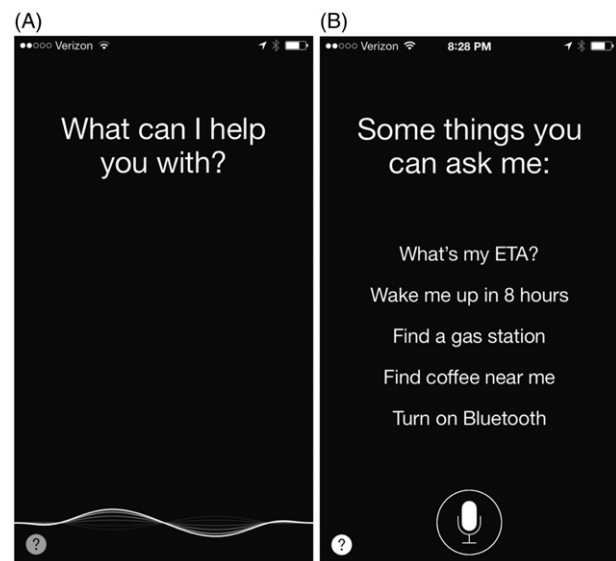 (A)
Verizon
What can I help
you with?
?
(B)
Verizon 8:28 PM
Some things you
can ask me:
What's my ETA?
Wake me up in 8 hours
Find a gas station
Find coffee near me
Turn on Bluetooth
?